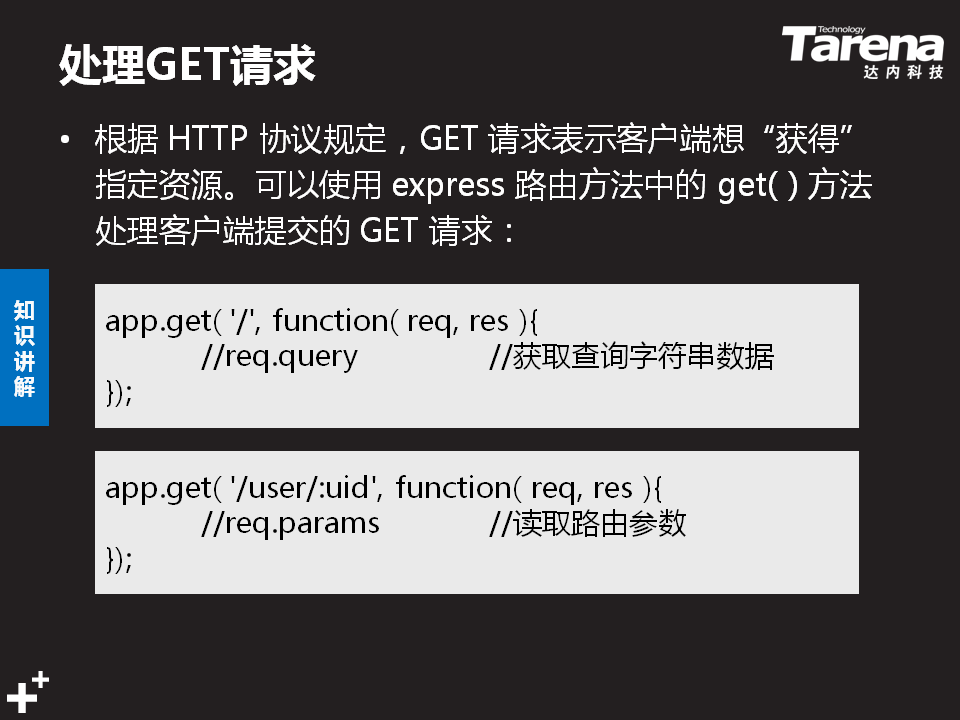 处理GET请求
Technology
Tarena
达内科技
• 根据 HTTP 协议规定，GET 请求表示客户端想“获得”
指定资源。可以使用 express 路由方法中的 get( ) 方法
处理客户端提交的 GET 请求：
知识讲解
app.get( '/', function( req, res ){
//req.query //获取查询字符串数据
});
app.get( '/user/:uid', function( req, res ){
//req.params //读取路由参数
});